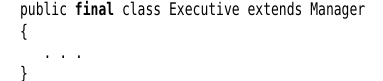 public final class Executive extends Manager
{
. . .
}